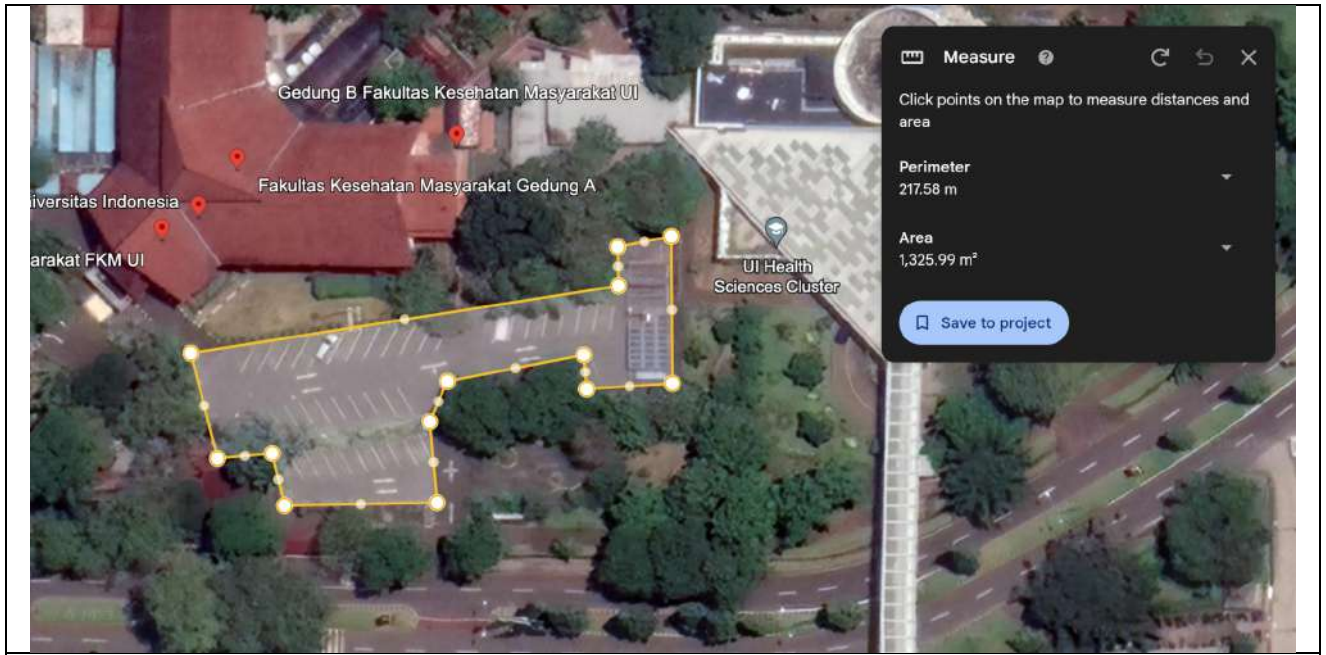 Gedung B Fakultas Kesehatan Masyarakat UI
Fakultas Kesehatan Masyarakat Gedung A
iversitas Indonesia
arakat FKM UI
UI Health
Sciences Cluster
Measure
Click points on the map to measure distances and
area
Perimeter
217.58 m
Area
1,325.99 m²
Save to project